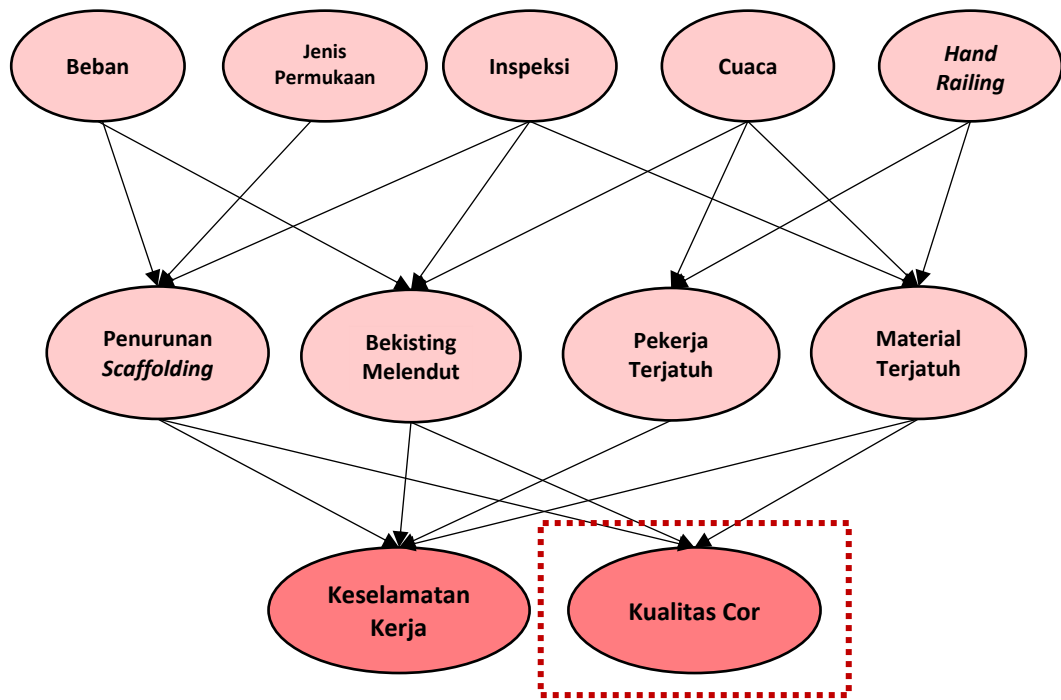 Beban
Jenis
Permukaan
Inspeksi
Cuaca
Hand
Railing
Penurunan
Scaffolding
Bekisting
Melendut
Pekerja
Terjatuh
Material
Terjatuh
Keselamatan
Kerja
Kualitas Cor